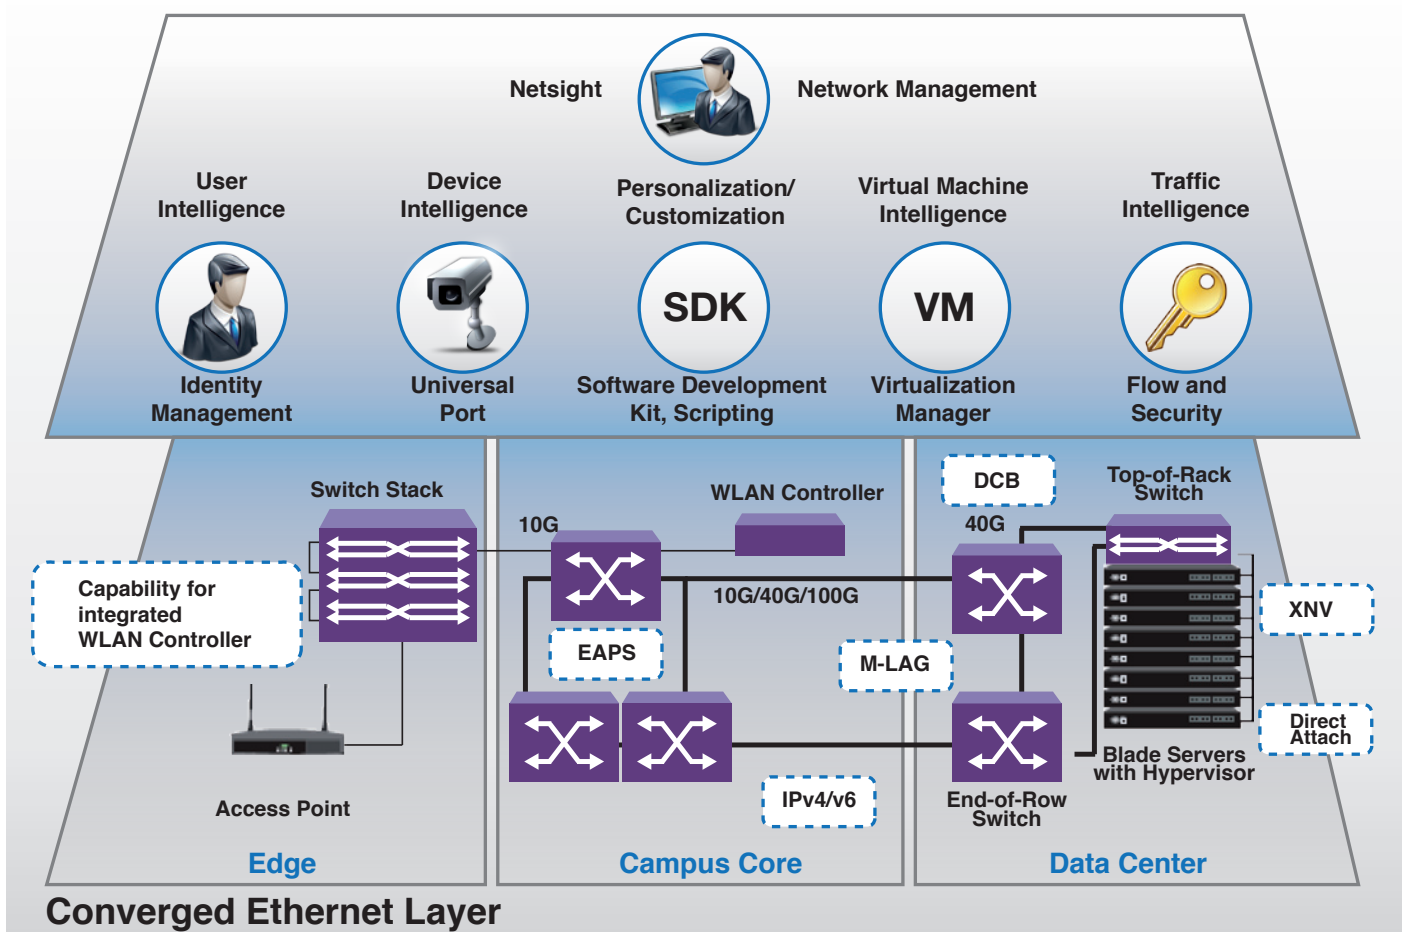 Netsight
Network Management
User
Intelligence
Device
Intelligence
Personalization/
Customization
Virtual Machine
Intelligence
Traffic
Intelligence
SDK
VM
Identity
Management
Universal
Port
Software Development
Kit, Scripting
Virtualization
Manager
Flow and
Security
Switch Stack
10G
WLAN Controller
DCB
40G
Top-of-Rack
Switch
Capability for
integrated
WLAN Controller
10G/40G/100G
XNV
EAPS
M-LAG
Direct
Attach
Blade Servers
with Hypervisor
Access Point
IPv4/v6
End-of-Row
Switch
Edge
Campus Core
Data Center
Converged Ethernet Layer